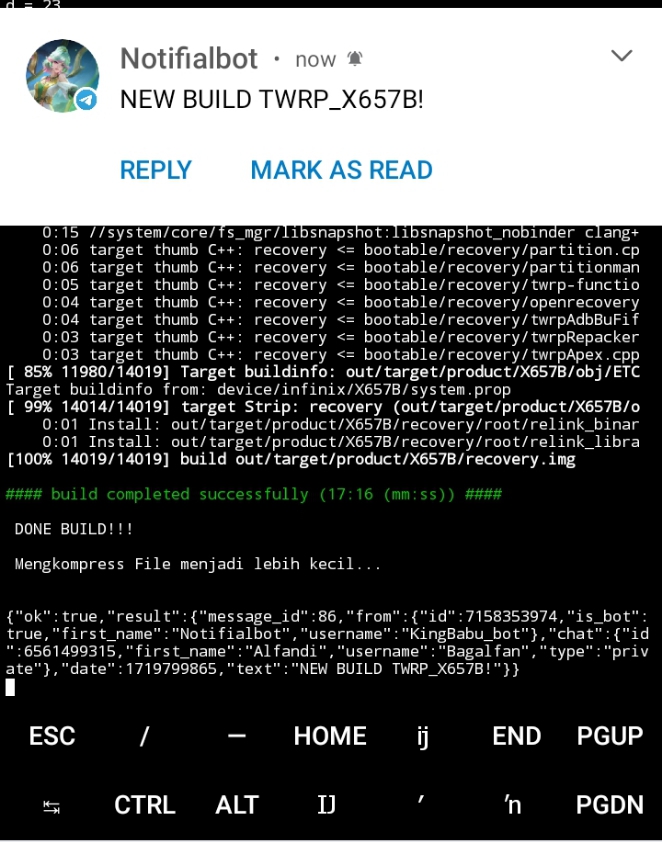 d = 23
Notifialbot · now
NEW BUILD TWRP_X657B!
REPLY MARK AS READ
0:15 //system/core/fs_mgr/libsnapshot:libsnapshot_nobinder clang+
0:06 target thumb C++: recovery <= bootable/recovery/partition.cp
0:06 target thumb C++: recovery <= bootable/recovery/partitionman
0:05 target thumb C++: recovery <= bootable/recovery/twrp-functio
0:04 target thumb C++: recovery <= bootable/recovery/openrecovery
0:04 target thumb C++: recovery <= bootable/recovery/twrpAdbBuFif
0:03 target thumb C++: recovery <= bootable/recovery/twrpRepacker
0:03 target thumb C++: recovery <= bootable/recovery/twrpApex.cpp
[ 85% 11980/14019] Target buildinfo: out/target/product/X657B/obj/ETC
Target buildinfo from: device/infinix/X657B/system.prop
[ 99% 14014/14019] target Strip: recovery (out/target/product/X657B/o
0:01 Install: out/target/product/X657B/recovery/root/relink_binar
0:01 Install: out/target/product/X657B/recovery/root/relink_libra
[100% 14019/14019] build out/target/product/X657B/recovery.img
#### build completed successfully (17:16 (mm:ss)) ####
DONE BUILD!!!
Mengkompress File menjadi lebih kecil...
{"ok":true,"result":{"message_id":86,"from":{"id":7158353974,"is_bot":
true,"first_name":"Notifialbot","username":"KingBabu_bot"},"chat":{"id
":6561499315,"first_name":"Alfandi","username":"Bagalfan","type":"priv
ate"},"date":1719799865,"text":"NEW BUILD TWRP_X657B!"}}
ESC / — HOME ĳ END PGUP
↹ CTRL ALT Ĳ ′ ŉ PGDN